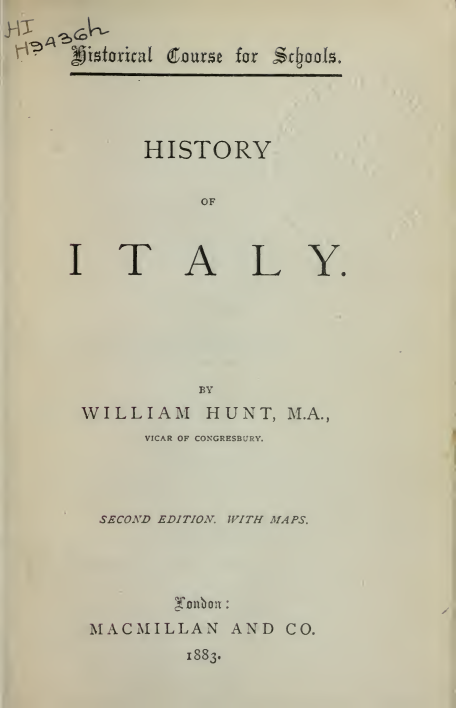 HI
H9436h
Historical Course for Schools.
HISTORY
OF
ITALY.
BY
WILLIAM HUNT, M.A.,
VICAR OF CONGRESBURY.
SECOND EDITION. WITH MAPS.
London:
MACMILLAN AND CO.
1883.